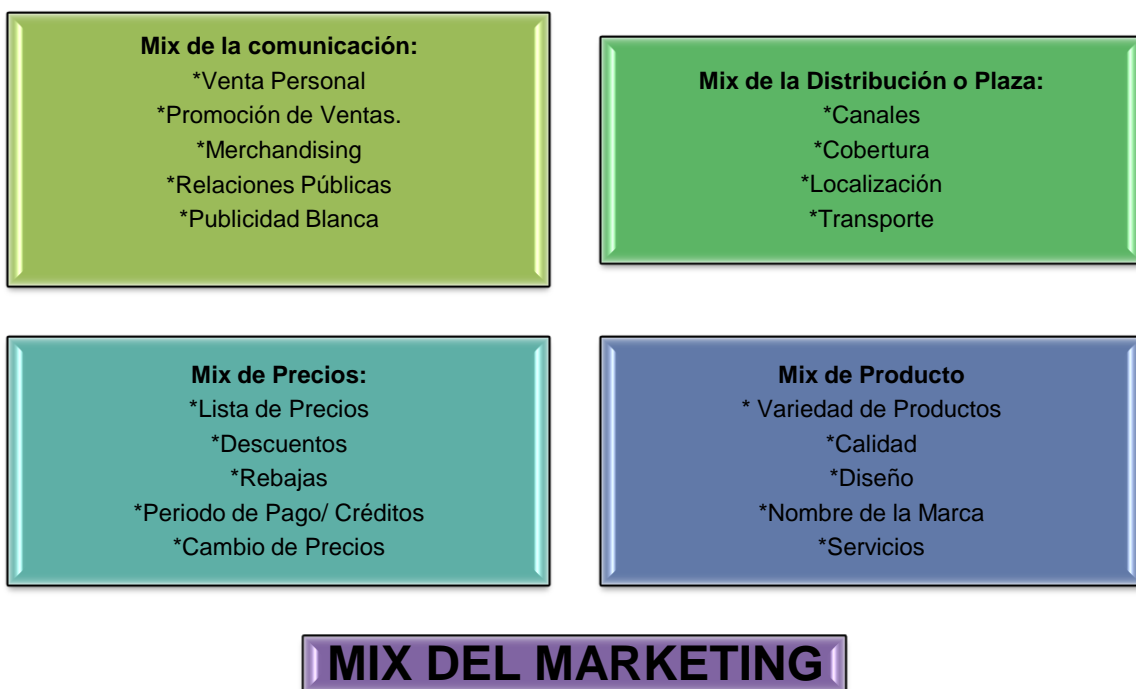 Mix de la comunicación:
*Venta Personal
*Promoción de Ventas.
*Merchandising
*Relaciones Públicas
*Publicidad Blanca
Mix de la Distribución o Plaza:
*Canales
*Cobertura
*Localización
*Transporte
Mix de Precios:
*Lista de Precios
*Descuentos
*Rebajas
*Periodo de Pago/ Créditos
*Cambio de Precios
Mix de Producto
* Variedad de Productos
*Calidad
*Diseño
*Nombre de la Marca
*Servicios
MIX DEL MARKETING